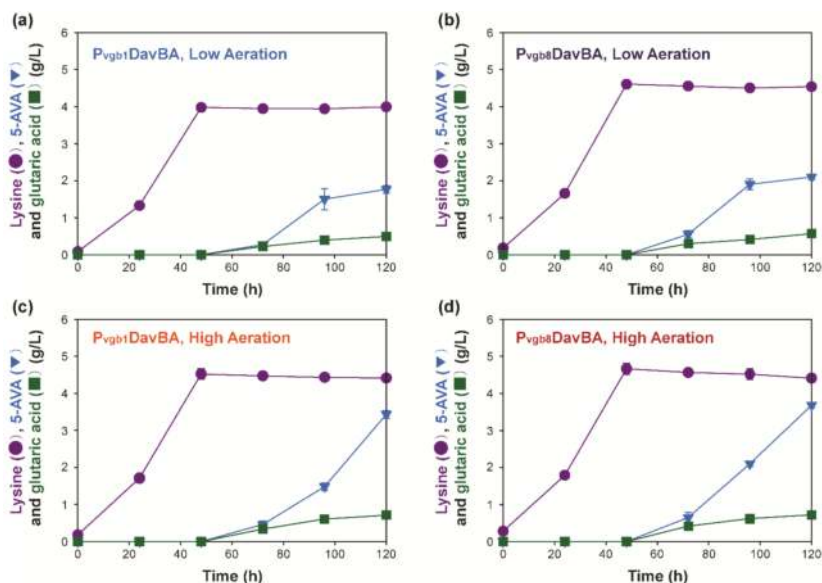 (a)
Lysine (●), 5-AVA (▼)
and glutaric acid (■) (g/L)
6
5
4
3
2
1
0
Pvgb1DavBA, Low Aeration
0 20 40 60 80 100 120
Time (h)
(b)
Lysine (●), 5-AVA (▼)
and glutaric acid (■) (g/L)
6
5
4
3
2
1
0
Pvgb8DavBA, Low Aeration
0 20 40 60 80 100 120
Time (h)
(c)
Lysine (●), 5-AVA (▼)
and glutaric acid (■) (g/L)
6
5
4
3
2
1
0
Pvgb1DavBA, High Aeration
0 20 40 60 80 100 120
Time (h)
(d)
Lysine (●), 5-AVA (▼)
and glutaric acid (■) (g/L)
6
5
4
3
2
1
0
Pvgb8DavBA, High Aeration
0 20 40 60 80 100 120
Time (h)